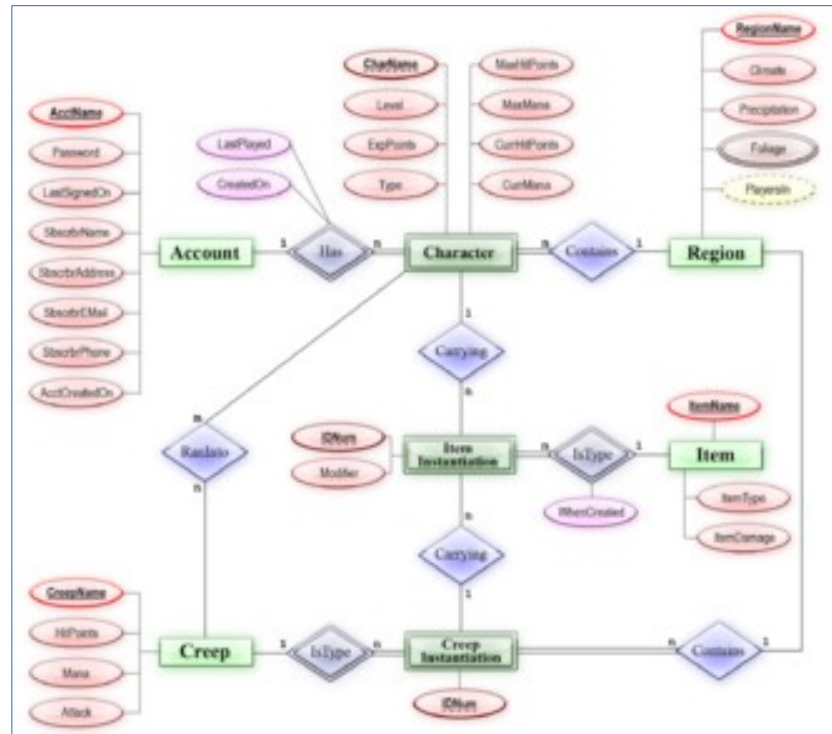 RegionName
CharName
MaxHitPoints
Climate
AcctName
Level
MaxMana
Precipitation
Password
LastPlayed
ExpPoints
CurrHitPoints
Foliage
LastSignedOn
CreatedOn
Type
CurrMana
PlayersIn
SbscrbrName
Account
1
Has
n
Character
n
Contains
1
Region
SbscrbrAddress
SbscrbrEMail
1
SbscrbrPhone
Carrying
AcctCreatedOn
n
ItemName
RanInto
IDNum
Item
Instantiation
n
IsType
1
Item
Modifier
n
ItemType
WhenCreated
n
ItemDamage
Carrying
CreepName
1
HitPoints
Creep
1
IsType
n
Creep
Instantiation
n
Contains
1
Mana
Attack
IDNum